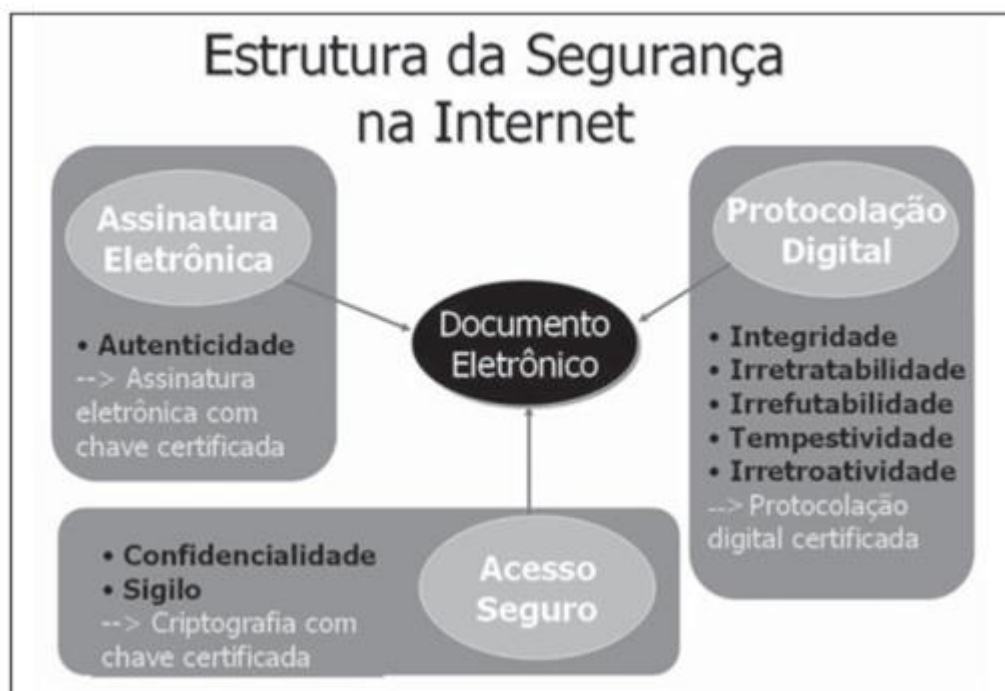 Estrutura da Segurança
na Internet
Assinatura
Eletrônica
• Autenticidade
--> Assinatura
eletrônica com
chave certificada
Protocolação
Digital
• Integridade
• Irretratabilidade
• Irrefutabilidade
• Tempestividade
• Irretroatividade
--> Protocolação
digital certificada
Documento
Eletrônico
• Confidencialidade
• Sigilo
--> Criptografia com
chave certificada
Acesso
Seguro